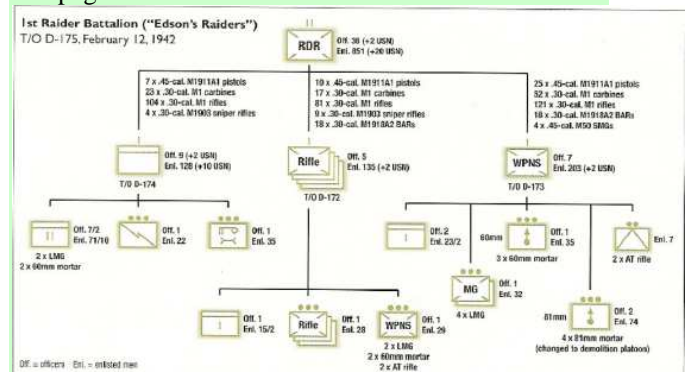 1st Raider Battalion ("Edson's Raiders")
T/O D-175, February 12, 1942
RDR
Off. 36 (+2 USN)
Enl. 851 (+20 USN)
7 x .45-cal. M1911A1 pistols
23 x .30-cal. M1 carbines
104 x .30-cal. M1 rifles
4 x .30-cal. M1903 sniper rifles
10 x .45-cal. M1911A1 pistols
17 x .30-cal. M1 carbines
81 x .30-cal. M1 rifles
9 x .30-cal. M1903 sniper rifles
18 x .30-cal. M1918A2 BARs
25 x .45-cal. M1911A1 pistols
52 x .30-cal. M1 carbines
121 x .30-cal. M1 rifles
18 x .30-cal. M1918A2 BARs
4 x .45-cal. M50 SMGs
Off. 9 (+2 USN)
Enl. 128 (+10 USN)
T/O D-174
Rifle
Off. 5
Enl. 135 (+2 USN)
T/O D-172
WPNS
Off. 7
Enl. 203 (+2 USN)
T/O D-173
Off. 7/2
Enl. 71/10
2 x LMG
2 x 60mm mortar
Off. 1
Enl. 22
Off. 1
Enl. 35
Off. 2
Enl. 23/2
60mm
Off. 1
Enl. 35
3 x 60mm mortar
Enl. 7
2 x AT rifle
MG
Off. 1
Enl. 32
4 x LMG
81mm
Off. 2
Enl. 74
4 x 81mm mortar
(changed to demolition platoon)
Off. 1
Enl. 15/2
Rifle
Off. 1
Enl. 28
WPNS
Off. 1
Enl. 29
2 x LMG
2 x 60mm mortar
2 x AT rifle
Off. = officers Enl. = enlisted men